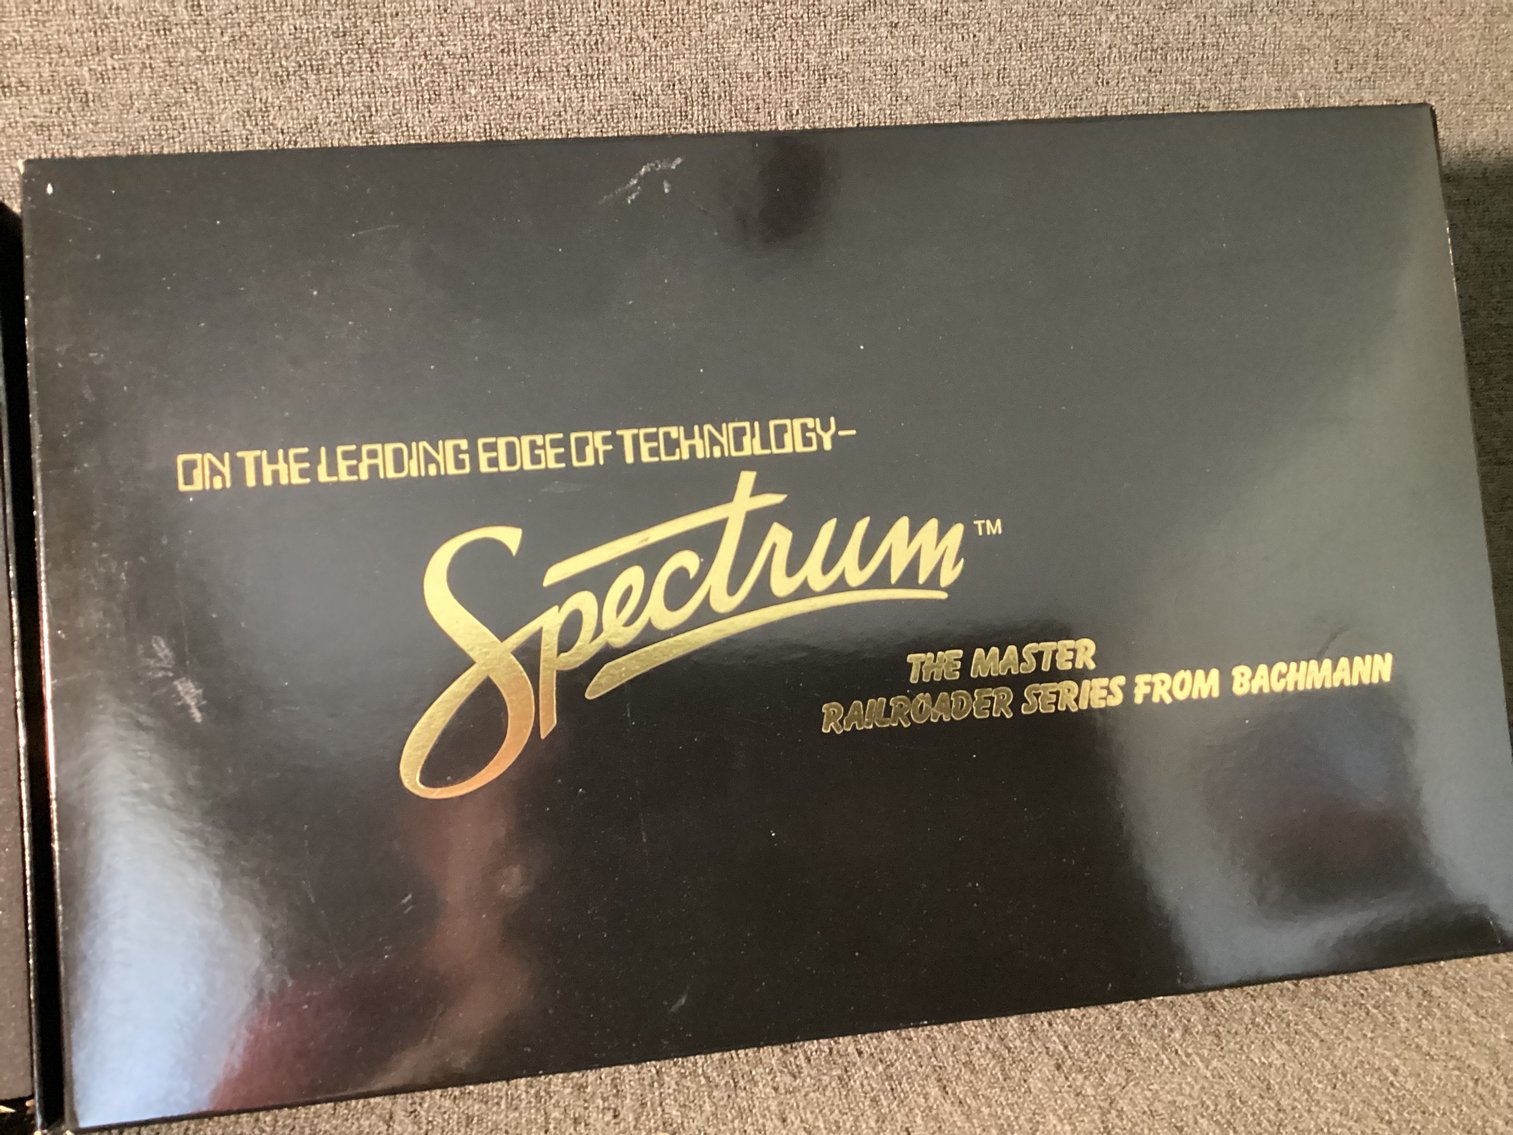 ON THE LEADING EDGE OF TECHNOLOGY-
Spectrum™
THE MASTER
RAILROADER SERIES FROM BACHMANN